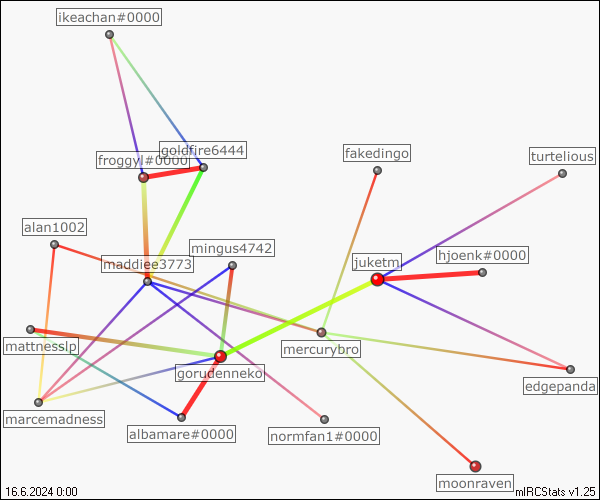 ikeachan#0000
goldfire6444
froggyl#0000
fakedingo
turtelious
alan1002
mingus4742
maddiee3773
juketm
hjoenk#0000
mattnesslp
mercurybro
gorudenneko
edgepanda
marcemadness
albamare#0000
normfan1#0000
moonraven
16.6.2024 0:00
mIRCStats v1.25